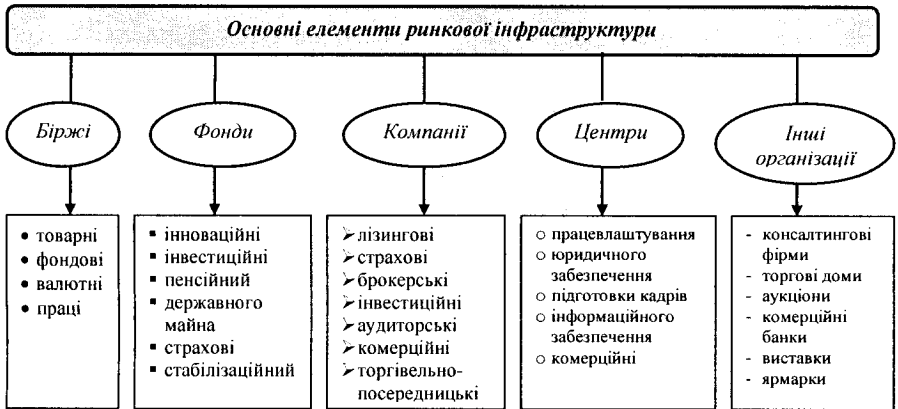 Основні елементи ринкової інфраструктури
Біржі
Фонди
Компанії
Центри
Інші
організації
• товарні
• фондові
• валютні
• праці
▪ інноваційні
▪ інвестиційні
▪ пенсійний
▪ державного
майна
▪ страхові
▪ стабілізаційний
➢ лізингові
➢ страхові
➢ брокерські
➢ інвестиційні
➢ аудиторські
➢ комерційні
➢ торгівельно-
посередницькі
○ працевлаштування
○ юридичного
забезпечення
○ підготовки кадрів
○ інформаційного
забезпечення
○ комерційні
- консалтингові
фірми
- торгові доми
- аукціони
- комерційні
банки
- виставки
- ярмарки